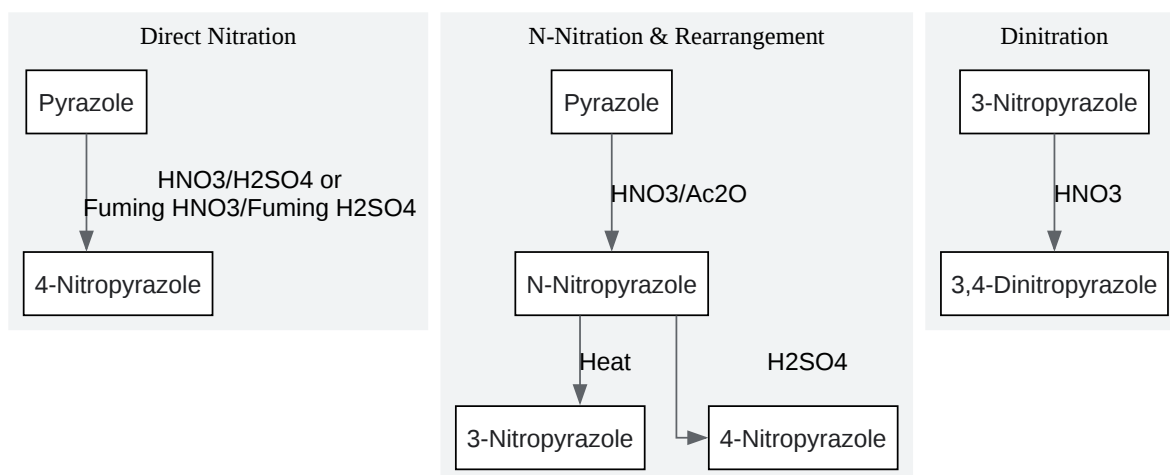 Direct Nitration
Pyrazole
HNO3/H2SO4 or
Fuming HNO3/Fuming H2SO4
4-Nitropyrazole
N-Nitration & Rearrangement
Pyrazole
HNO3/Ac2O
N-Nitropyrazole
Heat
H2SO4
3-Nitropyrazole
4-Nitropyrazole
Dinitration
3-Nitropyrazole
HNO3
3,4-Dinitropyrazole